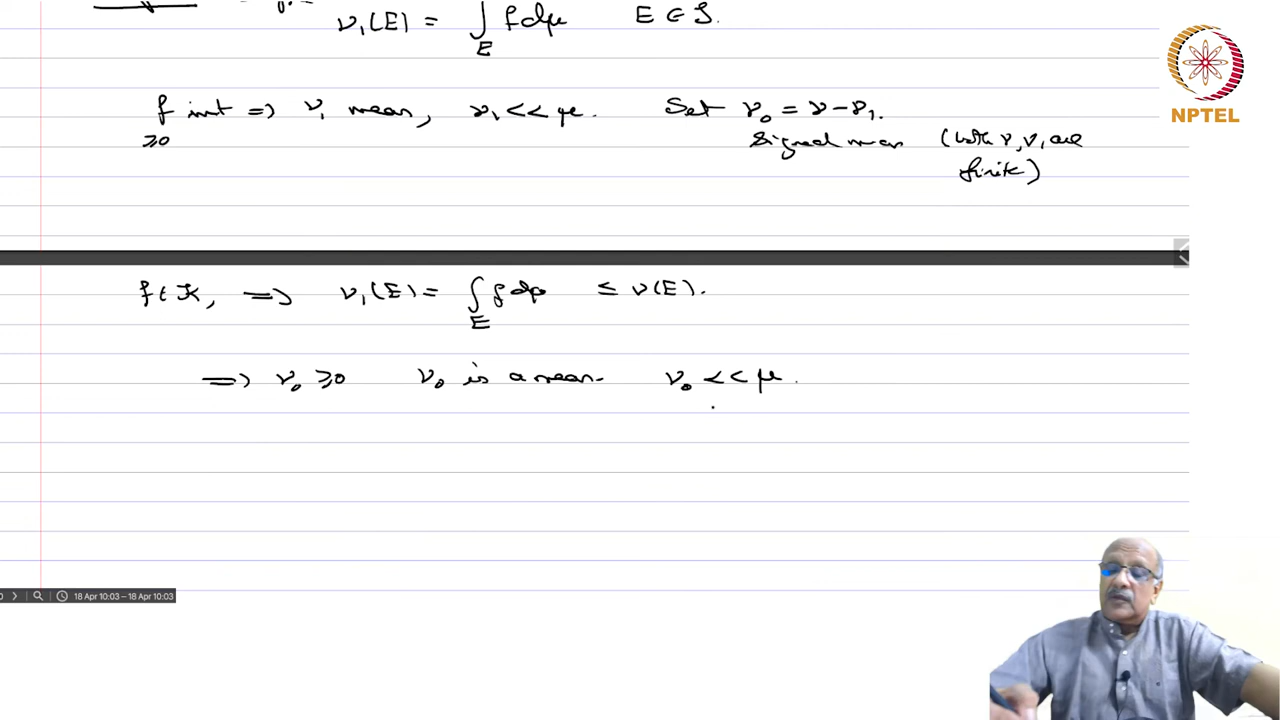 ν₁(E) = ∫_E f dμ E ∈ S.
f int ⟹ ν₁ meas, ν₁ << μ. Set ν₀ = ν − ν₁.
≥0 Signed meas (both ν, ν₁ are
finite)
NPTEL
f ∈ K, ⟹ ν₁(E) = ∫_E f dμ ≤ ν(E).
⟹ ν₀ ≥ 0 ν₀ is a meas. ν₀ << μ.
18 Apr 10:03 – 18 Apr 10:03